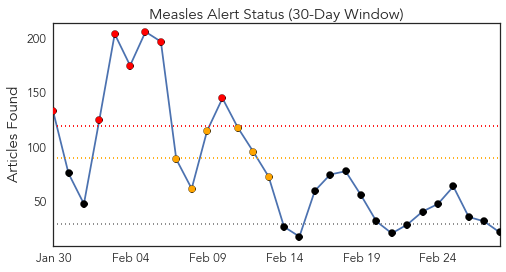 Measles Alert Status (30-Day Window)
Articles Found
200
150
100
50
Jan 30 Feb 04 Feb 09 Feb 14 Feb 19 Feb 24